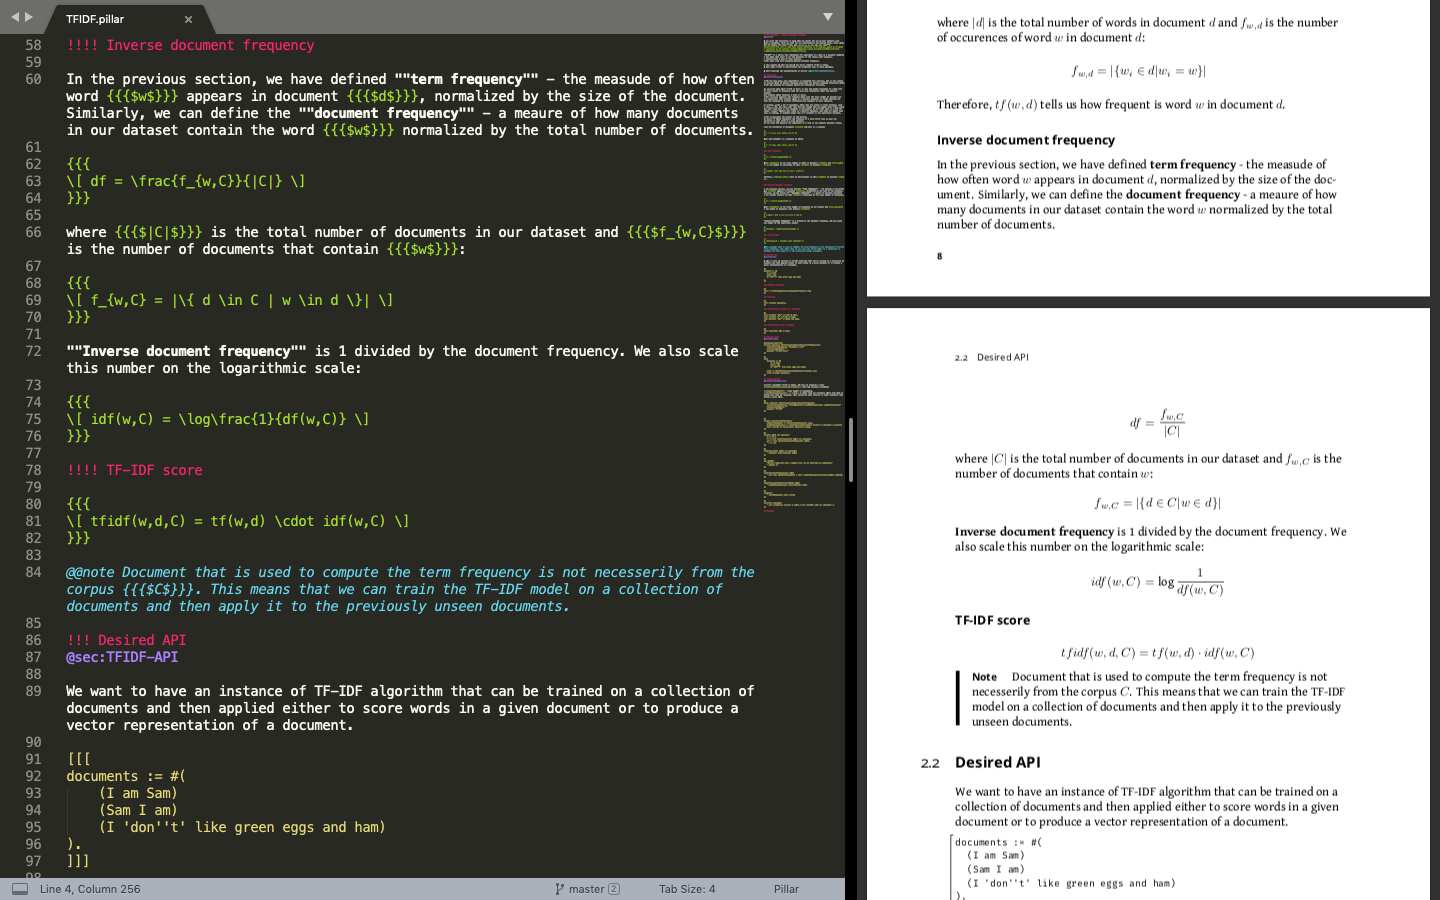 TFIDF.pillar
58 !!!! Inverse document frequency
59
60 In the previous section, we have defined ""term frequency"" – the measude of how often
word {{{$w$}}} appears in document {{{$d$}}}, normalized by the size of the document.
Similarly, we can define the ""document frequency"" – a meaure of how many documents
in our dataset contain the word {{{$w$}}} normalized by the total number of documents.
61
62 {{{
63 \[ df = \frac{f_{w,C}}{|C|} \]
64 }}}
65
66 where {{{$|C|$}}} is the total number of documents in our dataset and {{{$f_{w,C}$}}}
is the number of documents that contain {{{$w$}}}:
67
68 {{{
69 \[ f_{w,C} = |\{ d \in C | w \in d \}| \]
70 }}}
71
72 ""Inverse document frequency"" is 1 divided by the document frequency. We also scale
this number on the logarithmic scale:
73
74 {{{
75 \[ idf(w,C) = \log\frac{1}{df(w,C)} \]
76 }}}
77
78 !!!! TF-IDF score
79
80 {{{
81 \[ tfidf(w,d,C) = tf(w,d) \cdot idf(w,C) \]
82 }}}
83
84 @@note Document that is used to compute the term frequency is not necesserily from the
corpus {{{$C$}}}. This means that we can train the TF-IDF model on a collection of
documents and then apply it to the previously unseen documents.
85
86 !!! Desired API
87 @sec:TFIDF-API
88
89 We want to have an instance of TF-IDF algorithm that can be trained on a collection of
documents and then applied either to score words in a given document or to produce a
vector representation of a document.
90
91 [[[
92 documents := #(
93 (I am Sam)
94 (Sam I am)
95 (I 'don''t' like green eggs and ham)
96 ).
97 ]]]
98
Line 4, Column 256
master 2
Tab Size: 4
Pillar
where |d| is the total number of words in document d and f_{w,d} is the number
of occurences of word w in document d:
f_{w,d} = |{w_i ∈ d|w_i = w}|
Therefore, tf(w, d) tells us how frequent is word w in document d.
Inverse document frequency
In the previous section, we have defined term frequency - the measude of
how often word w appears in document d, normalized by the size of the doc-
ument. Similarly, we can define the document frequency - a meaure of how
many documents in our dataset contain the word w normalized by the total
number of documents.
8
2.2 Desired API
df = f_{w,C} / |C|
where |C| is the total number of documents in our dataset and f_{w,C} is the
number of documents that contain w:
f_{w,C} = |{d ∈ C|w ∈ d}|
Inverse document frequency is 1 divided by the document frequency. We
also scale this number on the logarithmic scale:
idf(w, C) = log 1 / df(w, C)
TF-IDF score
tfidf(w, d, C) = tf(w, d) · idf(w, C)
Note Document that is used to compute the term frequency is not
necesserily from the corpus C. This means that we can train the TF-IDF
model on a collection of documents and then apply it to the previously
unseen documents.
2.2 Desired API
We want to have an instance of TF-IDF algorithm that can be trained on a
collection of documents and then applied either to score words in a given
document or to produce a vector representation of a document.
documents := #(
(I am Sam)
(Sam I am)
(I 'don''t' like green eggs and ham)
).